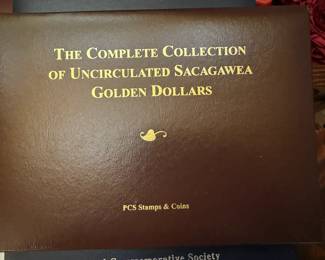 The Complete Collection
of Uncirculated Sacagawea
Golden Dollars
PCS Stamps & Coins
Commemorative Society